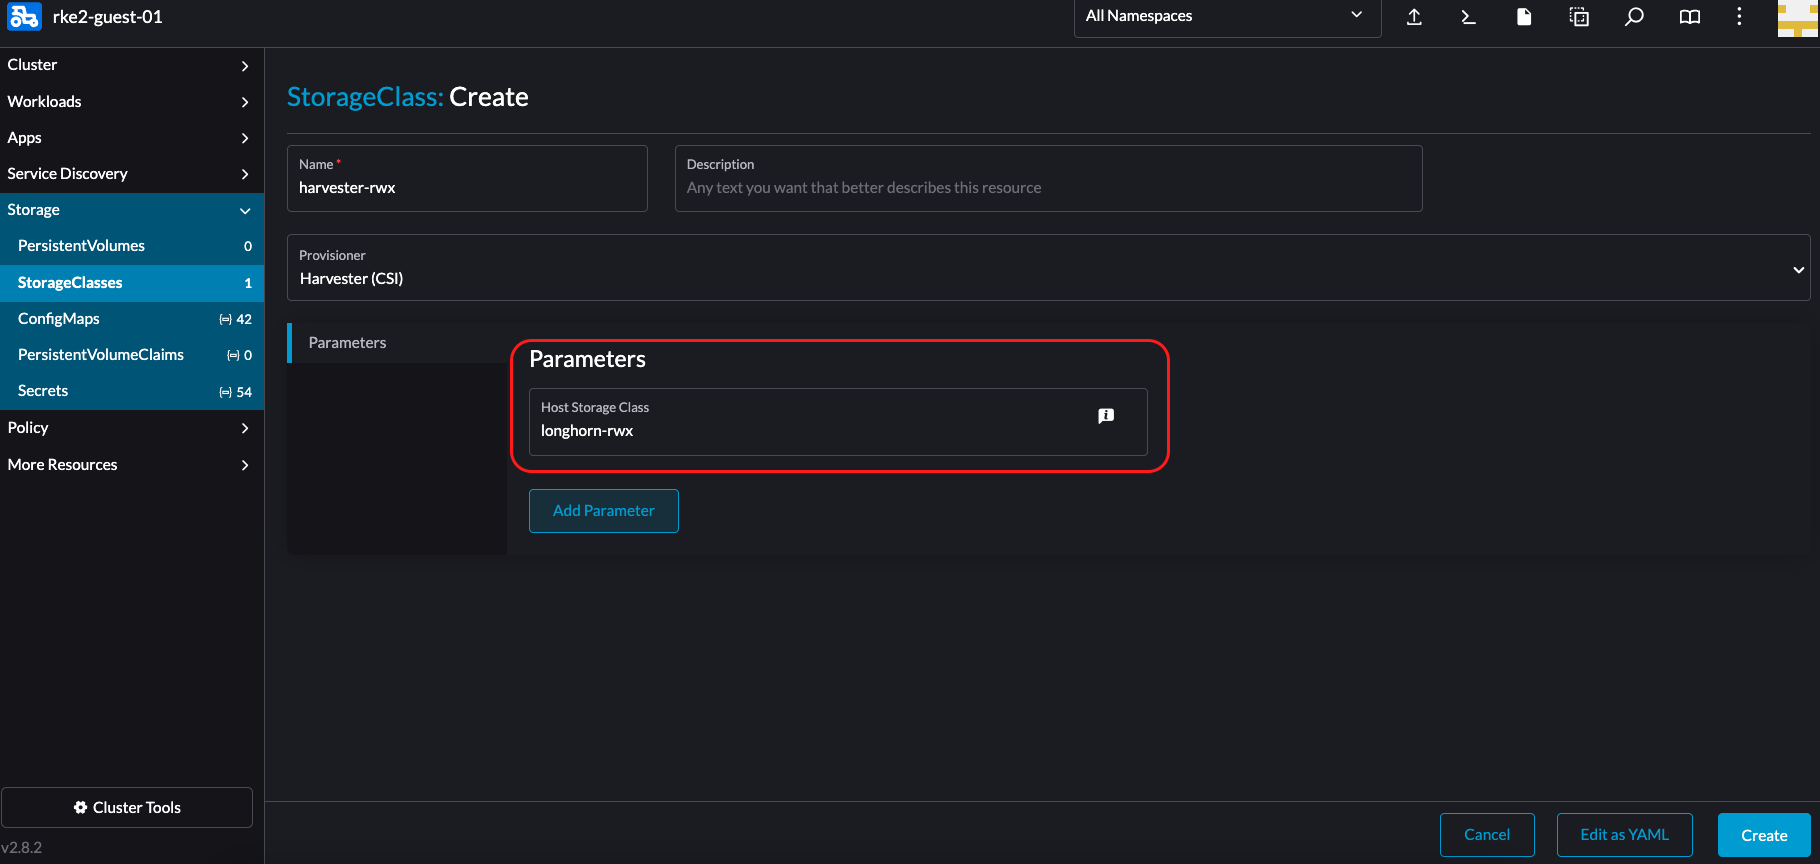 rke2-guest-01
All Namespaces
Cluster
Workloads
Apps
Service Discovery
Storage
PersistentVolumes 0
StorageClasses 1
ConfigMaps 42
PersistentVolumeClaims 0
Secrets 54
Policy
More Resources
Cluster Tools
v2.8.2
StorageClass: Create
Name *
harvester-rwx
Description
Any text you want that better describes this resource
Provisioner
Harvester (CSI)
Parameters
Parameters
Host Storage Class
longhorn-rwx
Add Parameter
Cancel
Edit as YAML
Create